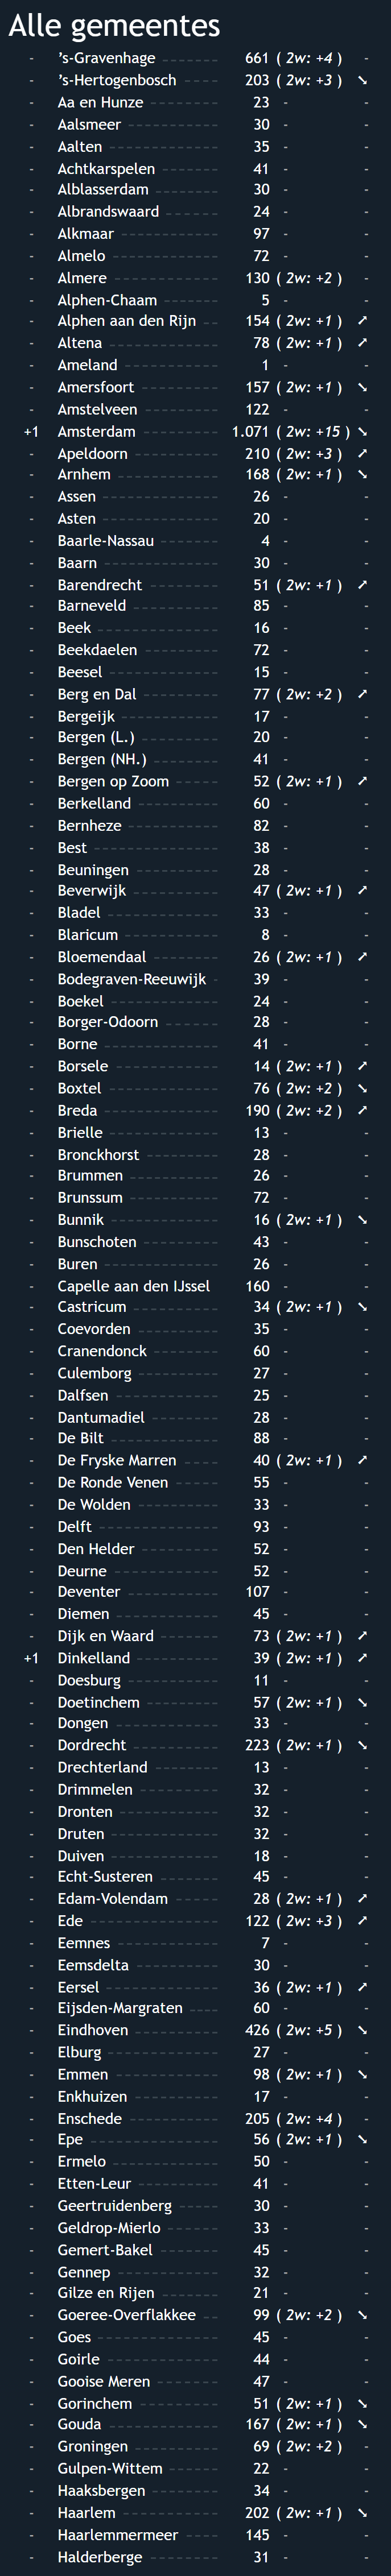 Alle gemeentes
- ’s-Gravenhage 661 ( 2w: +4 ) -
- ’s-Hertogenbosch 203 ( 2w: +3 ) ➘
- Aa en Hunze 23 - -
- Aalsmeer 30 - -
- Aalten 35 - -
- Achtkarspelen 41 - -
- Alblasserdam 30 - -
- Albrandswaard 24 - -
- Alkmaar 97 - -
- Almelo 72 - -
- Almere 130 ( 2w: +2 ) -
- Alphen-Chaam 5 - -
- Alphen aan den Rijn 154 ( 2w: +1 ) ➚
- Altena 78 ( 2w: +1 ) ➚
- Ameland 1 - -
- Amersfoort 157 ( 2w: +1 ) ➘
- Amstelveen 122 - -
+1 Amsterdam 1.071 ( 2w: +15 ) ➘
- Apeldoorn 210 ( 2w: +3 ) ➚
- Arnhem 168 ( 2w: +1 ) ➘
- Assen 26 - -
- Asten 20 - -
- Baarle-Nassau 4 - -
- Baarn 30 - -
- Barendrecht 51 ( 2w: +1 ) ➚
- Barneveld 85 - -
- Beek 16 - -
- Beekdaelen 72 - -
- Beesel 15 - -
- Berg en Dal 77 ( 2w: +2 ) ➚
- Bergeijk 17 - -
- Bergen (L.) 20 - -
- Bergen (NH.) 41 - -
- Bergen op Zoom 52 ( 2w: +1 ) ➚
- Berkelland 60 - -
- Bernheze 82 - -
- Best 38 - -
- Beuningen 28 - -
- Beverwijk 47 ( 2w: +1 ) ➚
- Bladel 33 - -
- Blaricum 8 - -
- Bloemendaal 26 ( 2w: +1 ) ➚
- Bodegraven-Reeuwijk 39 - -
- Boekel 24 - -
- Borger-Odoorn 28 - -
- Borne 41 - -
- Borsele 14 ( 2w: +1 ) ➚
- Boxtel 76 ( 2w: +2 ) ➘
- Breda 190 ( 2w: +2 ) ➚
- Brielle 13 - -
- Bronckhorst 28 - -
- Brummen 26 - -
- Brunssum 72 - -
- Bunnik 16 ( 2w: +1 ) ➘
- Bunschoten 43 - -
- Buren 26 - -
- Capelle aan den IJssel 160 - -
- Castricum 34 ( 2w: +1 ) ➘
- Coevorden 35 - -
- Cranendonck 60 - -
- Culemborg 27 - -
- Dalfsen 25 - -
- Dantumadiel 28 - -
- De Bilt 88 - -
- De Fryske Marren 40 ( 2w: +1 ) ➚
- De Ronde Venen 55 - -
- De Wolden 33 - -
- Delft 93 - -
- Den Helder 52 - -
- Deurne 52 - -
- Deventer 107 - -
- Diemen 45 - -
- Dijk en Waard 73 ( 2w: +1 ) ➚
+1 Dinkelland 39 ( 2w: +1 ) ➚
- Doesburg 11 - -
- Doetinchem 57 ( 2w: +1 ) ➘
- Dongen 33 - -
- Dordrecht 223 ( 2w: +1 ) ➘
- Drechterland 13 - -
- Drimmelen 32 - -
- Dronten 32 - -
- Druten 32 - -
- Duiven 18 - -
- Echt-Susteren 45 - -
- Edam-Volendam 28 ( 2w: +1 ) ➚
- Ede 122 ( 2w: +3 ) ➚
- Eemnes 7 - -
- Eemsdelta 30 - -
- Eersel 36 ( 2w: +1 ) ➚
- Eijsden-Margraten 60 - -
- Eindhoven 426 ( 2w: +5 ) ➘
- Elburg 27 - -
- Emmen 98 ( 2w: +1 ) ➘
- Enkhuizen 17 - -
- Enschede 205 ( 2w: +4 ) -
- Epe 56 ( 2w: +1 ) ➘
- Ermelo 50 - -
- Etten-Leur 41 - -
- Geertruidenberg 30 - -
- Geldrop-Mierlo 33 - -
- Gemert-Bakel 45 - -
- Gennep 32 - -
- Gilze en Rijen 21 - -
- Goeree-Overflakkee 99 ( 2w: +2 ) ➘
- Goes 45 - -
- Goirle 44 - -
- Gooise Meren 47 - -
- Gorinchem 51 ( 2w: +1 ) ➘
- Gouda 167 ( 2w: +1 ) ➘
- Groningen 69 ( 2w: +2 ) -
- Gulpen-Wittem 22 - -
- Haaksbergen 34 - -
- Haarlem 202 ( 2w: +1 ) ➘
- Haarlemmermeer 145 - -
- Halderberge 31 - -